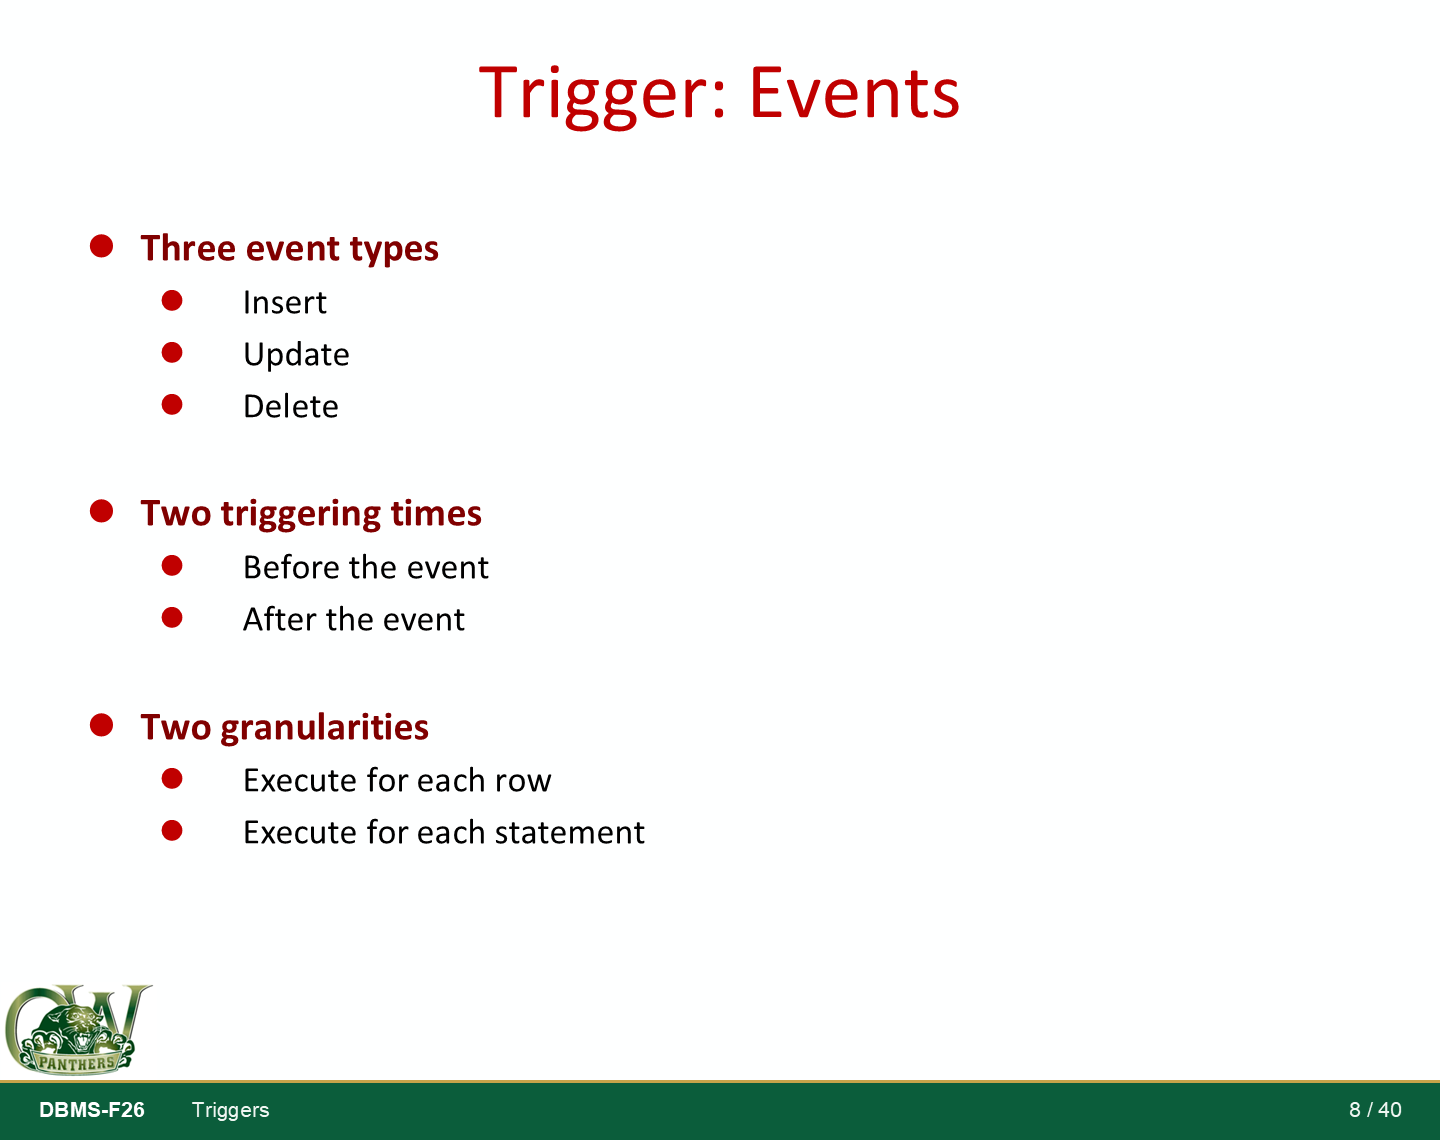 Trigger: Events
Three event types
Insert
Update
Delete
Two triggering times
Before the event
After the event
Two granularities
Execute for each row
Execute for each statement
OW
PANTHERS
DBMS-F26 Triggers 8 / 40